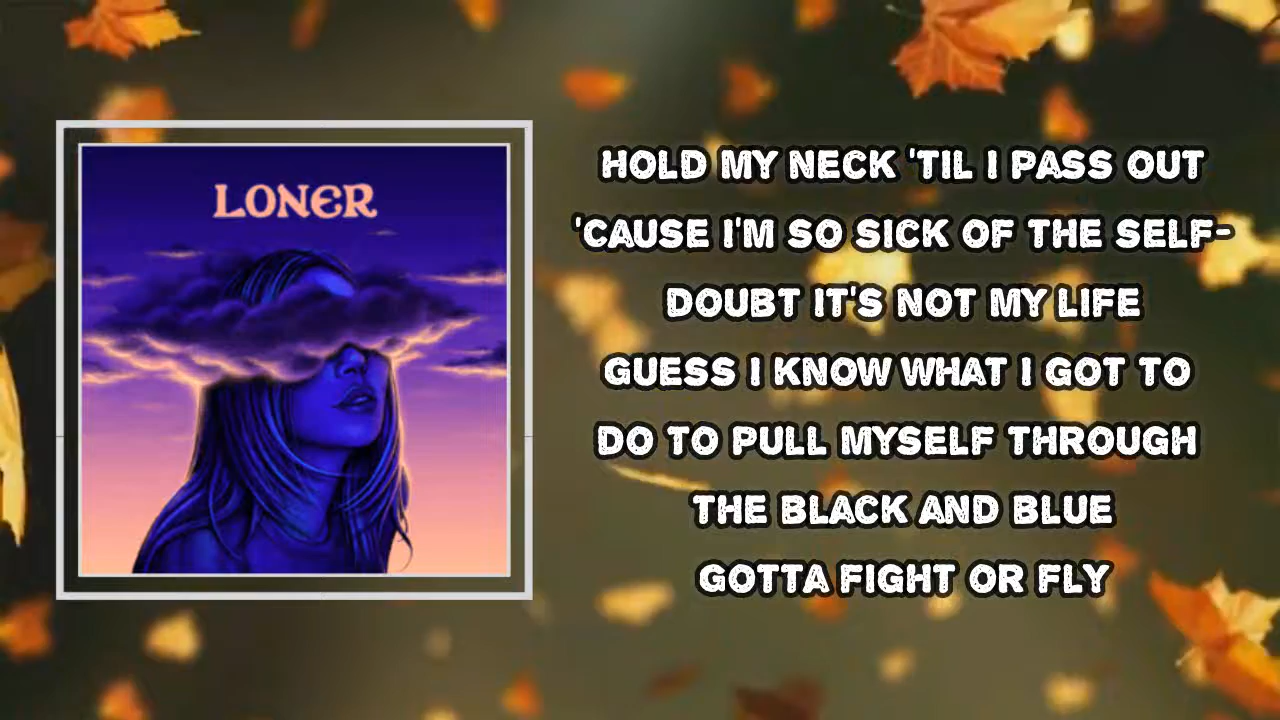 LONER
HOLD MY NECK 'TIL I PASS OUT
'CAUSE I'M SO SICK OF THE SELF-
DOUBT IT'S NOT MY LIFE
GUESS I KNOW WHAT I GOT TO
DO TO PULL MYSELF THROUGH
THE BLACK AND BLUE
GOTTA FIGHT OR FLY